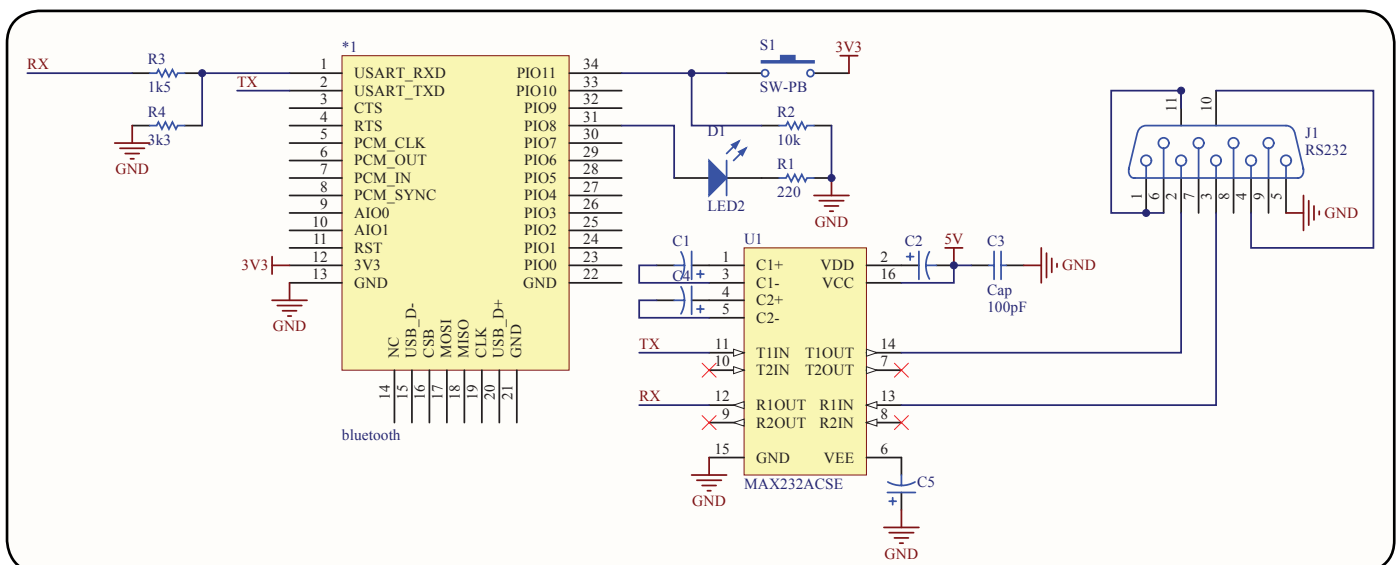 RX
R3
1k5
R4
3k3
GND
TX
*1
1 USART_RXD PIO11 34
2 USART_TXD PIO10 33
3 CTS PIO9 32
4 RTS PIO8 31
5 PCM_CLK PIO7 30
6 PCM_OUT PIO6 29
7 PCM_IN PIO5 28
8 PCM_SYNC PIO4 27
9 AIO0 PIO3 26
10 AIO1 PIO2 25
11 RST PIO1 24
3V3 12 3V3 PIO0 23
13 GND GND 22
GND
NC
USB_D-
CSB
MOSI
MISO
CLK
USB_D+
GND
14
15
16
17
18
19
20
21
bluetooth
S1
SW-PB
3V3
R2
10k
D1
LED2
R1
220
GND
U1
C1
C4
+
+
1 C1+ VDD 2
3 C1- VCC 16
4 C2+
5 C2-
TX 11 T1IN T1OUT 14
10 T2IN T2OUT 7
RX 12 R1OUT R1IN 13
9 R2OUT R2IN 8
15 GND VEE 6
GND
MAX232ACSE
C2
+
5V
C3
Cap
100pF
GND
C5
+
GND
11
10
J1
RS232
1
6
2
7
3
8
4
9
5
GND